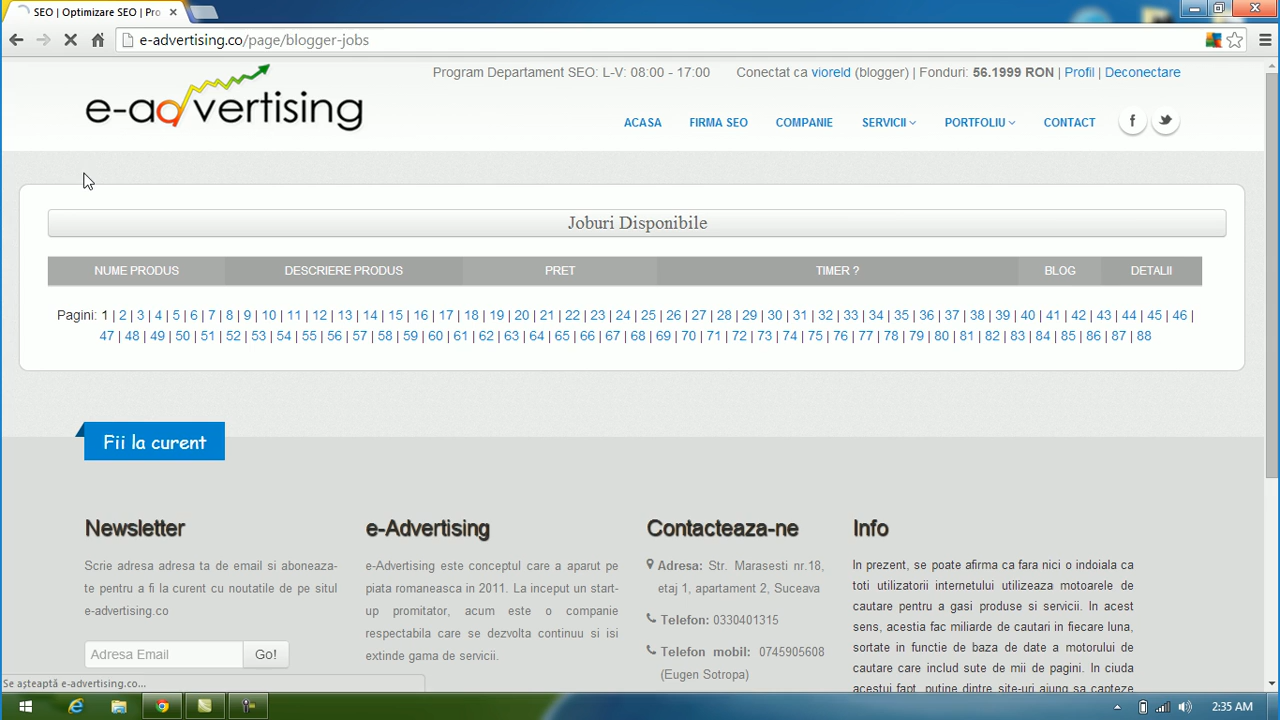 SEO | Optimizare SEO | Pro
e-advertising.co/page/blogger-jobs
Program Departament SEO: L-V: 08:00 - 17:00 Conectat ca vioreld (blogger) | Fonduri: 56.1999 RON | Profil | Deconectare
e-advertising
ACASA FIRMA SEO COMPANIE SERVICII PORTFOLIU CONTACT
Joburi Disponibile
NUME PRODUS DESCRIERE PRODUS PRET TIMER ? BLOG DETALII
Pagini: 1 | 2 | 3 | 4 | 5 | 6 | 7 | 8 | 9 | 10 | 11 | 12 | 13 | 14 | 15 | 16 | 17 | 18 | 19 | 20 | 21 | 22 | 23 | 24 | 25 | 26 | 27 | 28 | 29 | 30 | 31 | 32 | 33 | 34 | 35 | 36 | 37 | 38 | 39 | 40 | 41 | 42 | 43 | 44 | 45 | 46 |
47 | 48 | 49 | 50 | 51 | 52 | 53 | 54 | 55 | 56 | 57 | 58 | 59 | 60 | 61 | 62 | 63 | 64 | 65 | 66 | 67 | 68 | 69 | 70 | 71 | 72 | 73 | 74 | 75 | 76 | 77 | 78 | 79 | 80 | 81 | 82 | 83 | 84 | 85 | 86 | 87 | 88
Fii la curent
Newsletter
Scrie adresa adresa ta de email si aboneaza-
te pentru a fi la curent cu noutatile de pe situl
e-advertising.co
Adresa Email Go!
e-Advertising
e-Advertising este conceptul care a aparut pe
piata romaneasca in 2011. La inceput un start-
up promitator, acum este o companie
respectabila care se dezvolta continuu si isi
extinde gama de servicii.
Contacteaza-ne
Adresa: Str. Marasesti nr.18,
etaj 1, apartament 2, Suceava
Telefon: 0330401315
Telefon mobil: 0745905608
(Eugen Sotropa)
Info
In prezent, se poate afirma ca fara nici o indoiala ca
toti utilizatorii internetului utilizeaza motoarele de
cautare pentru a gasi produse si servicii. In acest
sens, acestia fac miliarde de cautari in fiecare luna,
sortate in functie de baza de date a motorului de
cautare care includ sute de mii de pagini. In ciuda
acestui fapt, putine dintre site-uri ajung sa capteze
Se așteaptă e-advertising.co...
2:35 AM